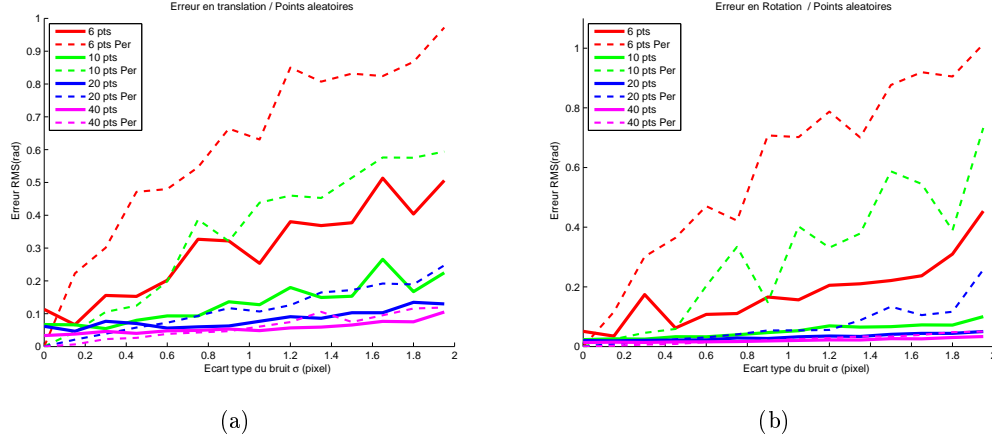 Erreur en translation / Points aleatoires
1
0.9
0.8
0.7
0.6
0.5
0.4
0.3
0.2
0.1
0
Erreur RMS(rad)
6 pts
6 pts Per
10 pts
10 pts Per
20 pts
20 pts Per
40 pts
40 pts Per
0 0.2 0.4 0.6 0.8 1 1.2 1.4 1.6 1.8 2
Ecart type du bruit σ (pixel)
(a)
Erreur en Rotation / Points aleatoires
1
0.8
0.6
0.4
0.2
0
Erreur RMS(rad)
6 pts
6 pts Per
10 pts
10 pts Per
20 pts
20 pts Per
40 pts
40 pts Per
0 0.2 0.4 0.6 0.8 1 1.2 1.4 1.6 1.8 2
Ecart type du bruit σ (pixel)
(b)